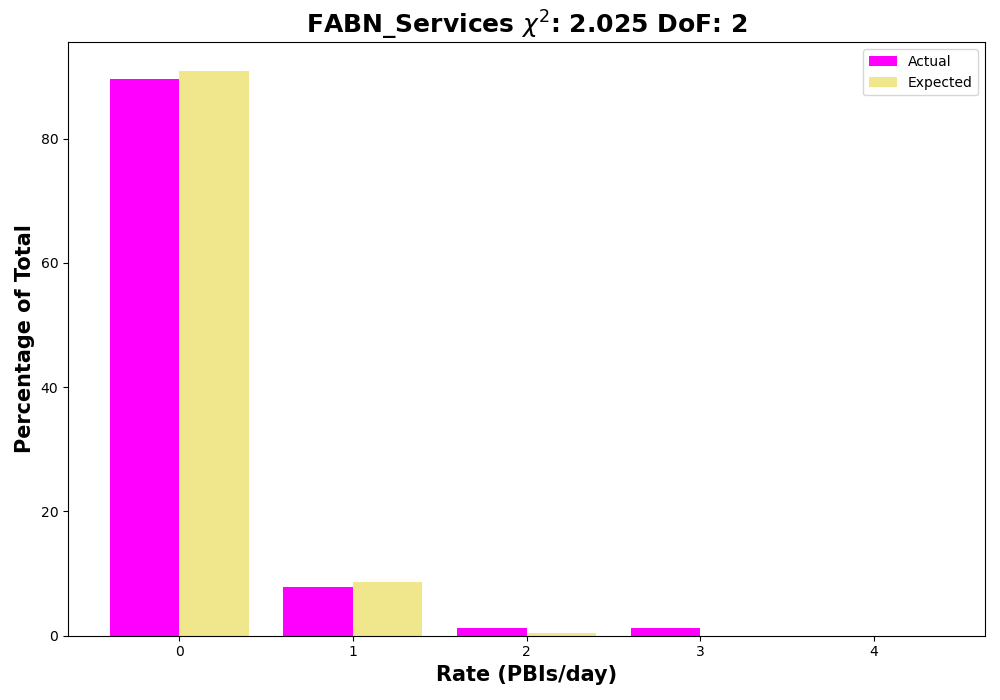 FABN_Services χ²: 2.025 DoF: 2
Actual
Expected
Percentage of Total
80
60
40
20
0
0 1 2 3 4
Rate (PBIs/day)